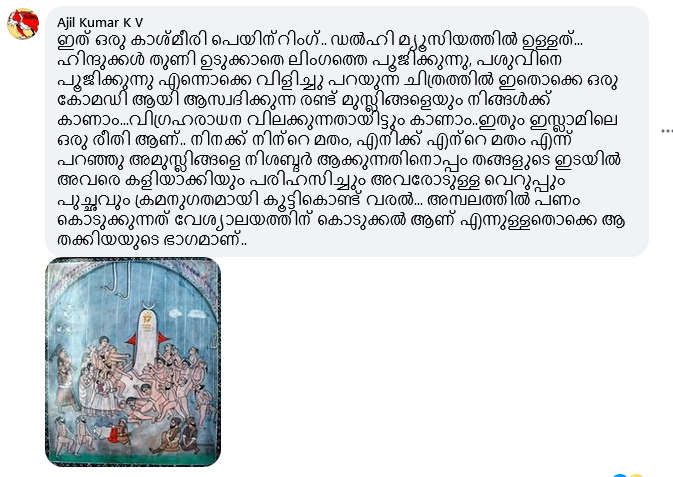 Ajil Kumar K V
ഇത് ഒരു കാശ്മീരി പെയിന്റിംഗ്.. ഡൽഹി മ്യൂസിയത്തിൽ ഉള്ളത്...
ഹിന്ദുക്കൾ തുണി ഉടുക്കാതെ ലിംഗത്തെ പൂജിക്കുന്നു, പശുവിനെ
പൂജിക്കുന്നു എന്നൊക്കെ വിളിച്ചു പറയുന്ന ചിത്രത്തിൽ ഇതൊക്കെ ഒരു
കോമഡി ആയി ആസ്വദിക്കുന്ന രണ്ട് മുസ്ലിങ്ങളെയും നിങ്ങൾക്ക്
കാണാം...വിഗ്രഹരാധന വിലക്കുന്നതായിട്ടും കാണാം..ഇതും ഇസ്ലാമിലെ
ഒരു രീതി ആണ്.. നിനക്ക് നിന്റെ മതം, എനിക്ക് എന്റെ മതം എന്ന്
പറഞ്ഞു അമുസ്ലിങ്ങളെ നിശബ്ദർ ആക്കുന്നതിനൊപ്പം തങ്ങളുടെ ഇടയിൽ
അവരെ കളിയാക്കിയും പരിഹസിച്ചും അവരോടുള്ള വെറുപ്പും
പുച്ഛവും ക്രമനുഗതമായി കൂട്ടികൊണ്ട് വരൽ... അമ്പലത്തിൽ പണം
കൊടുക്കുന്നത് വേശ്യാലയത്തിന് കൊടുക്കൽ ആണ് എന്നുള്ളതൊക്കെ ആ
തക്കിയയുടെ ഭാഗമാണ്..